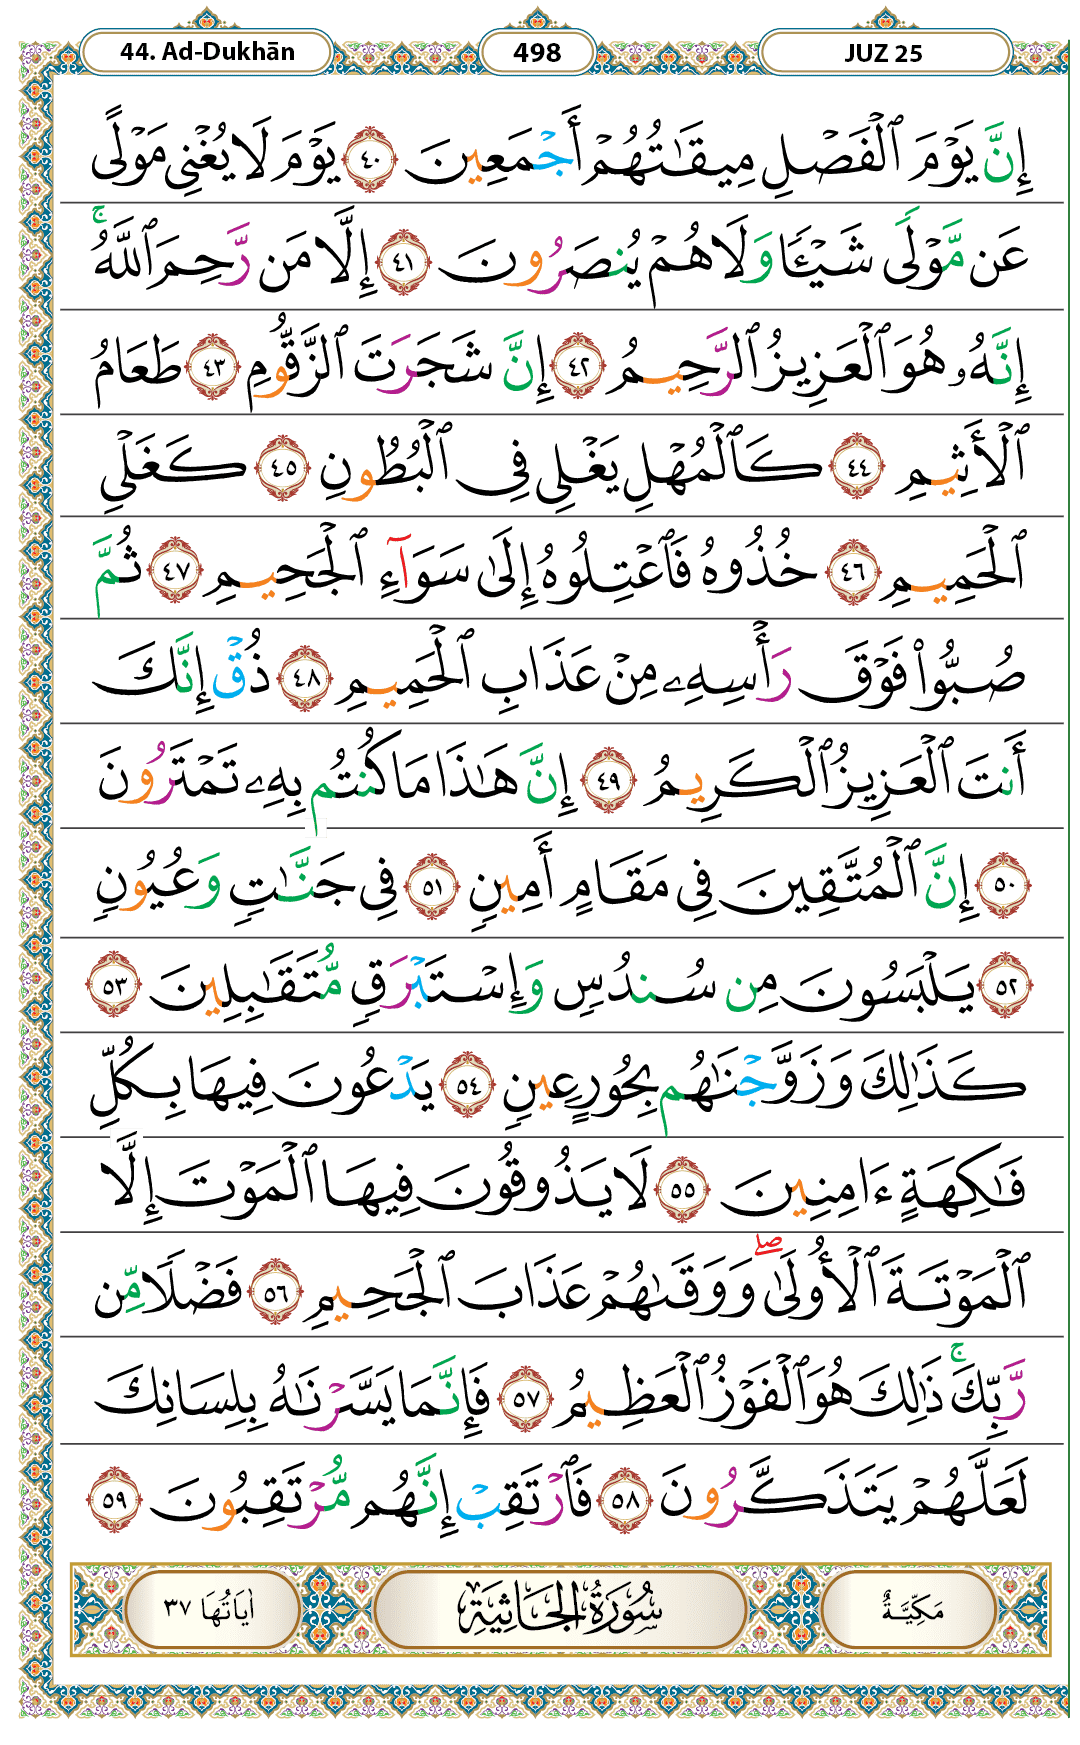 44. Ad-Dukhān
498
JUZ 25
إِنَّ يَوْمَ ٱلْفَصْلِ مِيقَٰتُهُمْ أَجْمَعِينَ ٤٠ يَوْمَ لَا يُغْنِى مَوْلًى
عَن مَّوْلًى شَيْـًٔا وَلَا هُمْ يُنصَرُونَ ٤١ إِلَّا مَن رَّحِمَ ٱللَّهُ ۚ
إِنَّهُۥ هُوَ ٱلْعَزِيزُ ٱلرَّحِيمُ ٤٢ إِنَّ شَجَرَتَ ٱلزَّقُّومِ ٤٣ طَعَامُ
ٱلْأَثِيمِ ٤٤ كَٱلْمُهْلِ يَغْلِى فِى ٱلْبُطُونِ ٤٥ كَغَلْىِ
ٱلْحَمِيمِ ٤٦ خُذُوهُ فَٱعْتِلُوهُ إِلَىٰ سَوَآءِ ٱلْجَحِيمِ ٤٧ ثُمَّ
صُبُّوا۟ فَوْقَ رَأْسِهِۦ مِنْ عَذَابِ ٱلْحَمِيمِ ٤٨ ذُقْ إِنَّكَ
أَنتَ ٱلْعَزِيزُ ٱلْكَرِيمُ ٤٩ إِنَّ هَٰذَا مَا كُنتُم بِهِۦ تَمْتَرُونَ
٥٠ إِنَّ ٱلْمُتَّقِينَ فِى مَقَامٍ أَمِينٍ ٥١ فِى جَنَّٰتٍ وَعُيُونٍ
٥٢ يَلْبَسُونَ مِن سُندُسٍ وَإِسْتَبْرَقٍ مُّتَقَٰبِلِينَ ٥٣
كَذَٰلِكَ وَزَوَّجْنَٰهُم بِحُورٍ عِينٍ ٥٤ يَدْعُونَ فِيهَا بِكُلِّ
فَٰكِهَةٍ ءَامِنِينَ ٥٥ لَا يَذُوقُونَ فِيهَا ٱلْمَوْتَ إِلَّا
ٱلْمَوْتَةَ ٱلْأُولَىٰ ۖ وَوَقَىٰهُمْ عَذَابَ ٱلْجَحِيمِ ٥٦ فَضْلًا مِّن
رَّبِّكَ ۚ ذَٰلِكَ هُوَ ٱلْفَوْزُ ٱلْعَظِيمُ ٥٧ فَإِنَّمَا يَسَّرْنَٰهُ بِلِسَانِكَ
لَعَلَّهُمْ يَتَذَكَّرُونَ ٥٨ فَٱرْتَقِبْ إِنَّهُم مُّرْتَقِبُونَ ٥٩
مَكِّيَّةٌ
سُورَةُ الجَاثِيَةِ
اٰيَاتُهَا ٣٧